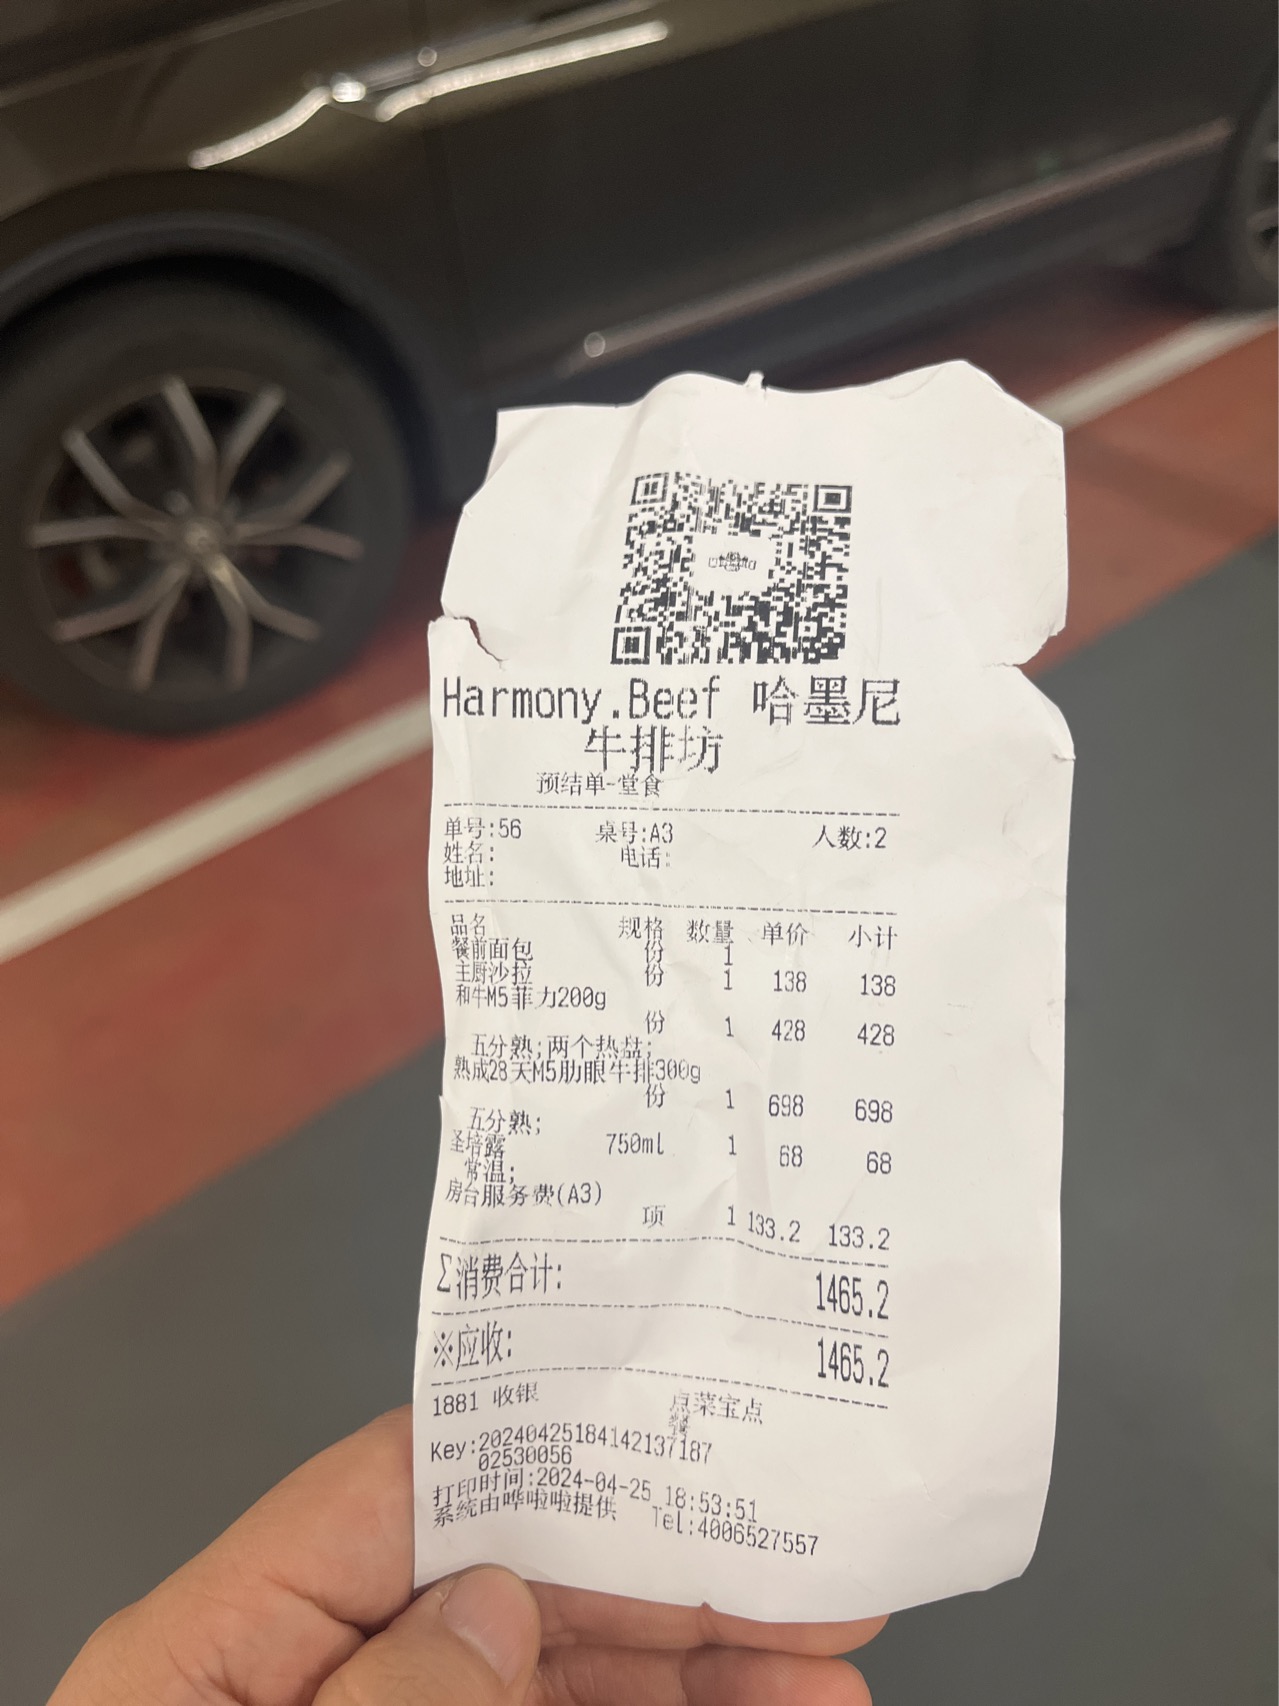 Harmony.Beef 哈墨尼
牛排坊
预结单-堂食
单号:56 桌号:A3 人数:2
姓名: 电话:
地址:
品名 规格 数量 单价 小计
餐前面包 份 1
主厨沙拉 份 1 138 138
和牛M5菲力200g
份 1 428 428
五分熟;两个热盘;
熟成28天M5肋眼牛排300g
份 1 698 698
五分熟;
圣培露 750ml 1 68 68
常温;
房台服务费(A3)
项 1 133.2 133.2
Σ消费合计: 1465.2
※应收: 1465.2
1881 收银 点菜宝点
Key:20240425184142137187
02530056
打印时间:2024-04-25 18:53:51
系统由哗啦啦提供 Tel:4006527557